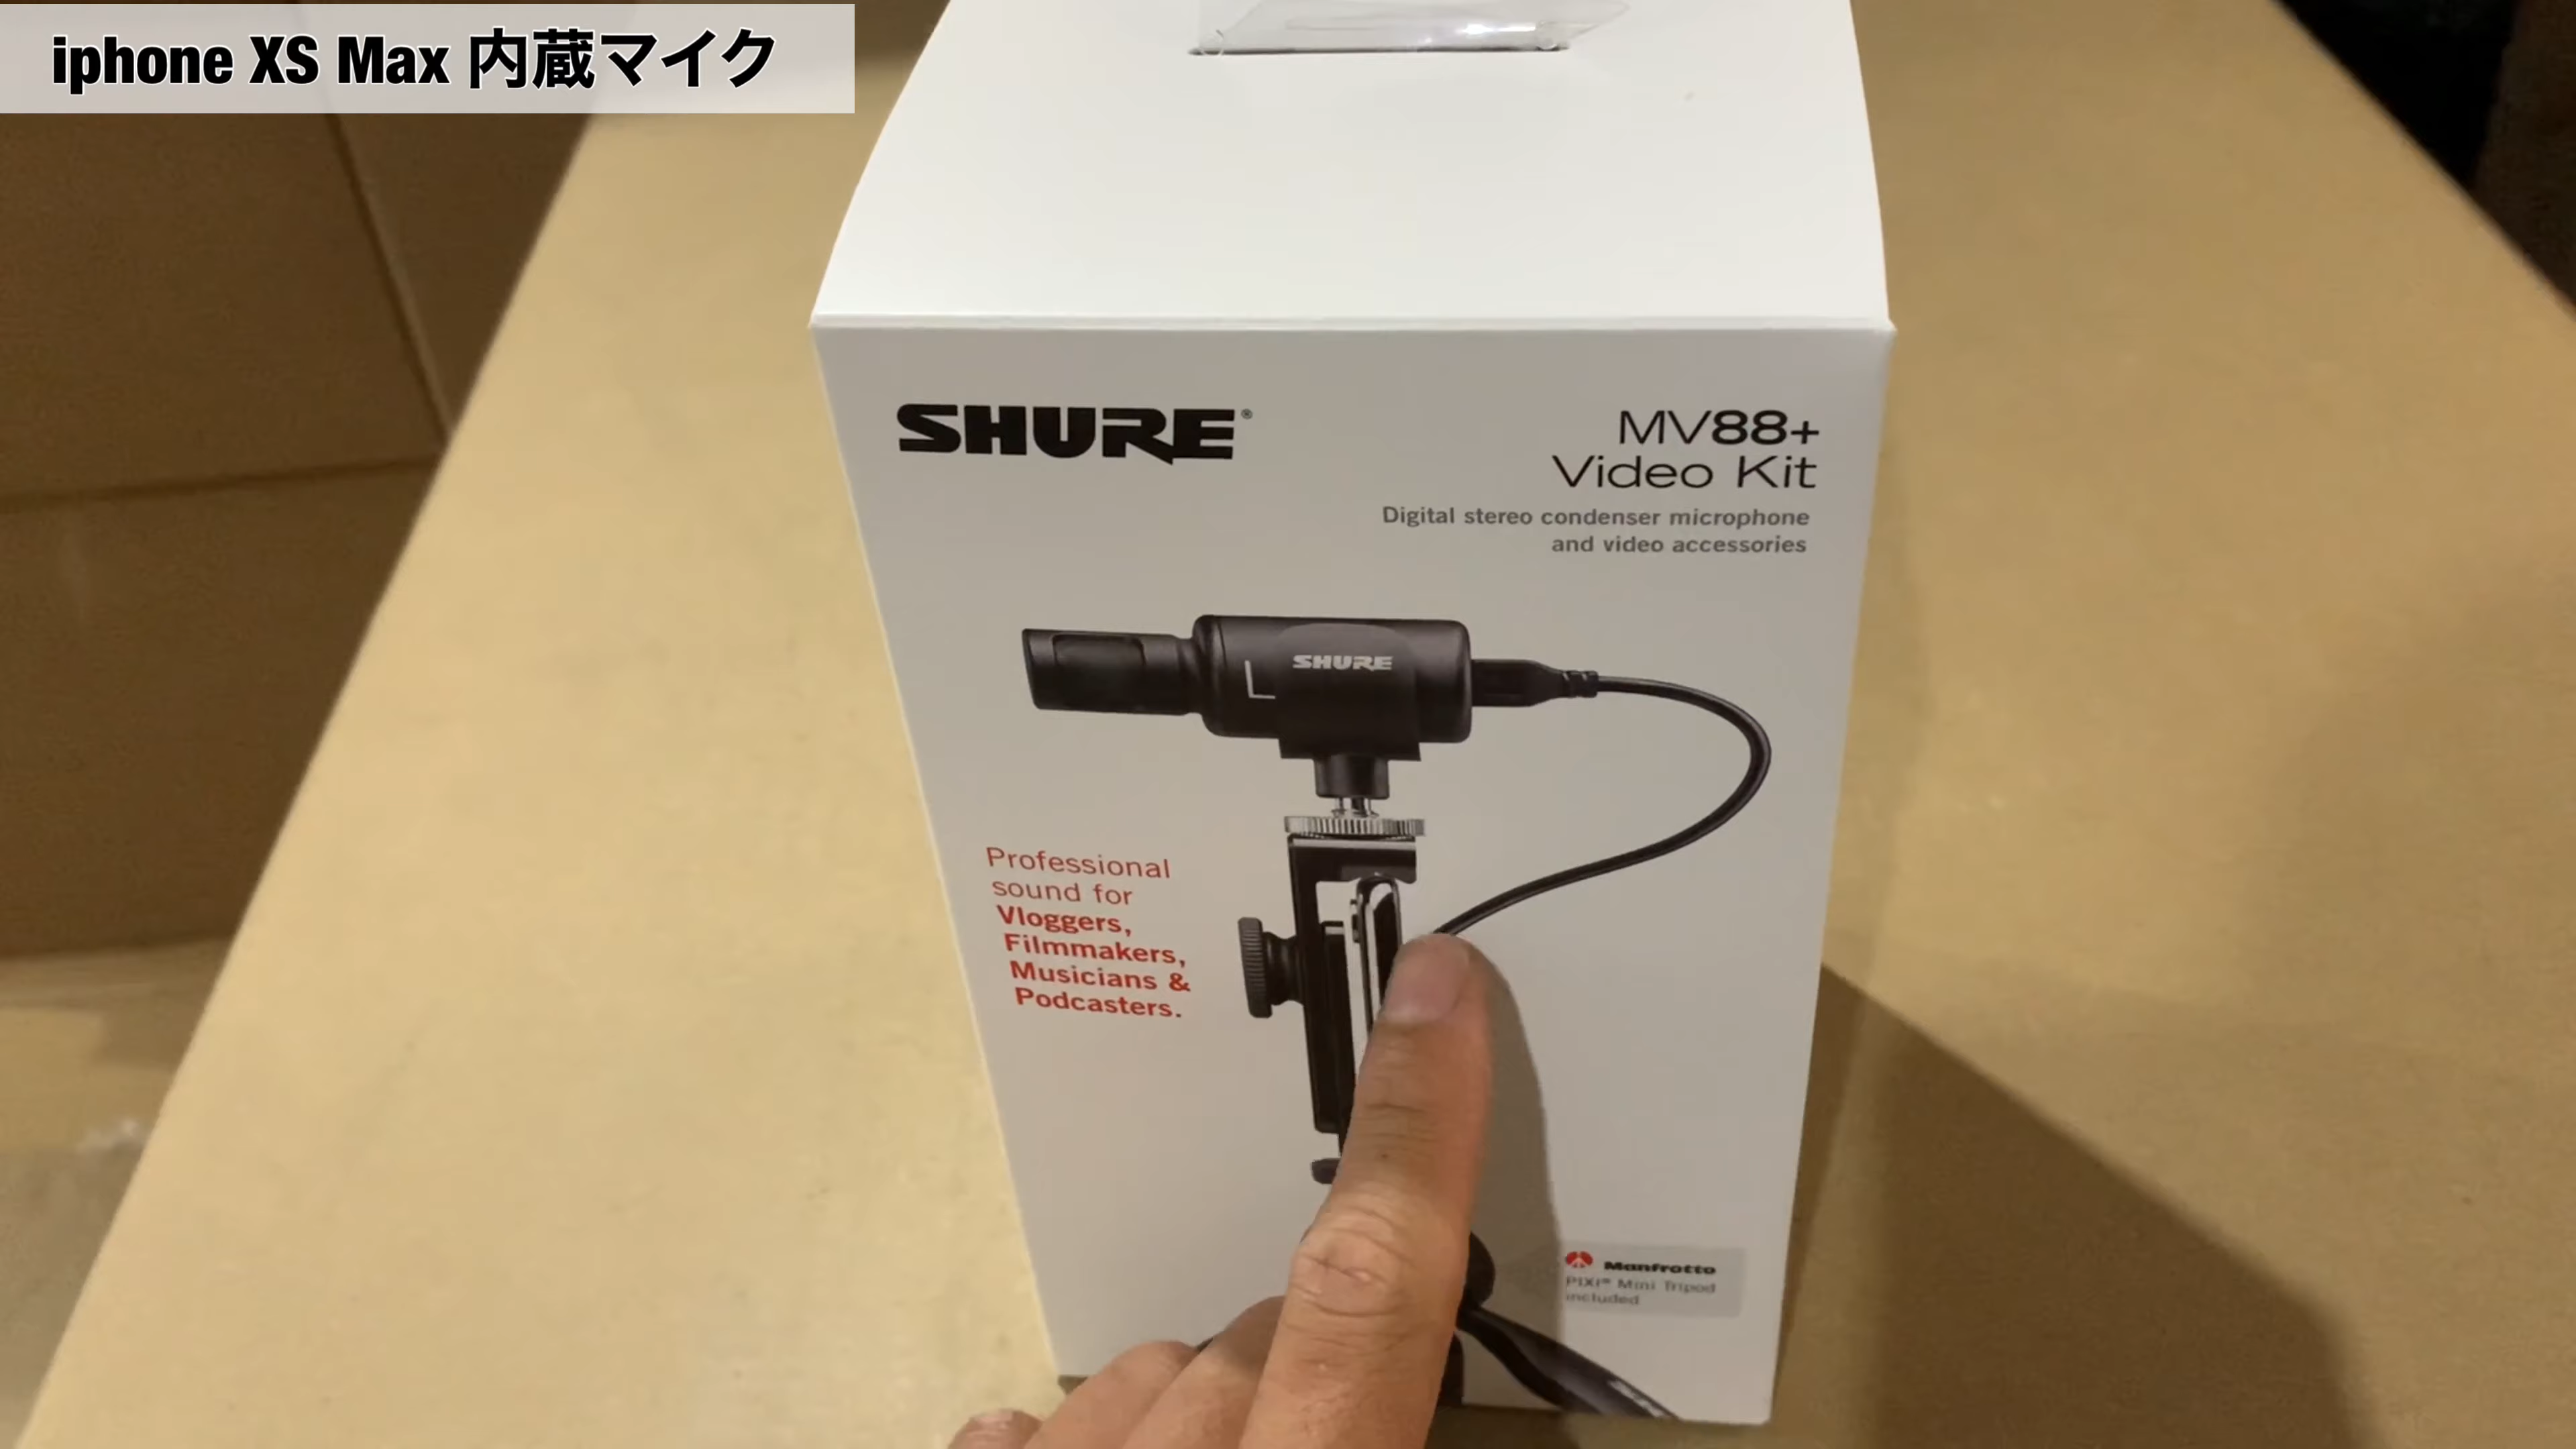 iphone XS Max 内蔵マイク
SHURE®
MV88+
Video Kit
Digital stereo condenser microphone
and video accessories
L
SHURE
Professional
sound for
Vloggers,
Filmmakers,
Musicians &
Podcasters.
Manfrotto
PIXI® Mini Tripod
included